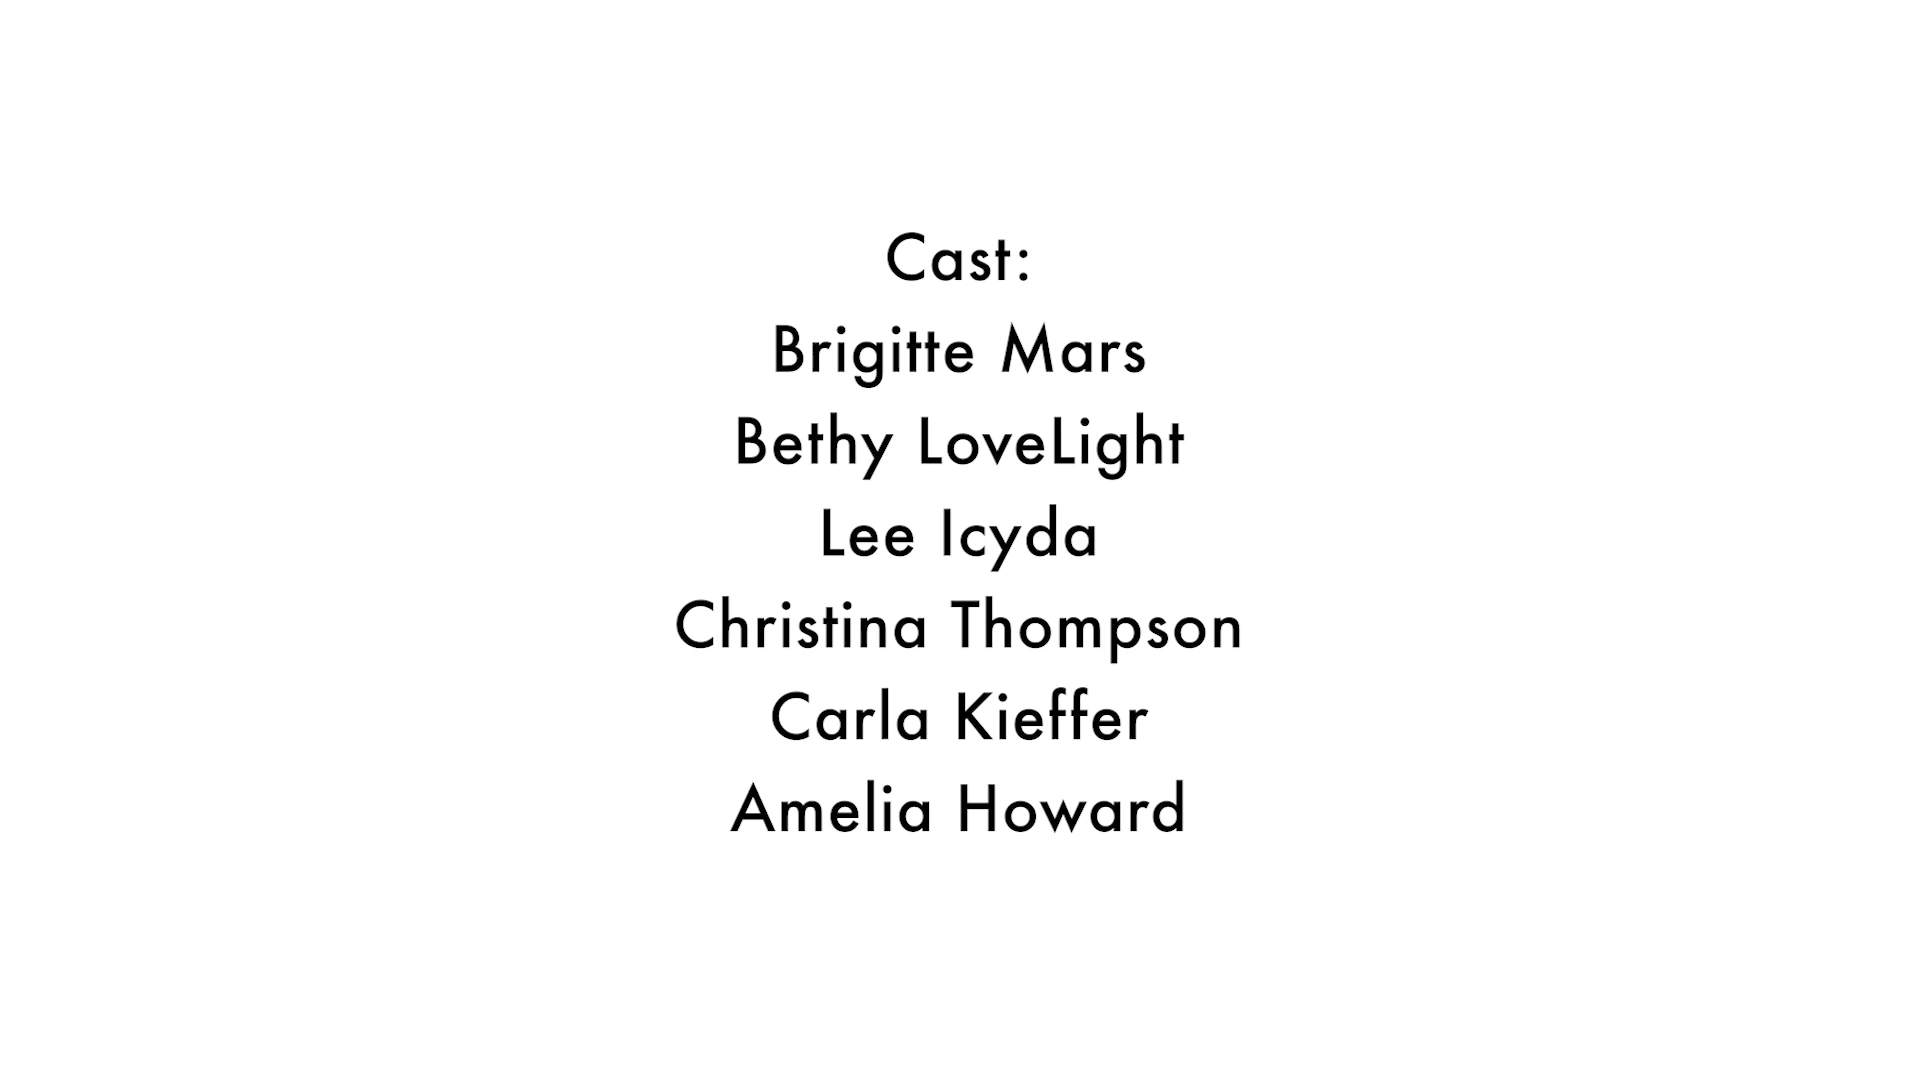 Cast:
Brigitte Mars
Bethy LoveLight
Lee Icyda
Christina Thompson
Carla Kieffer
Amelia Howard